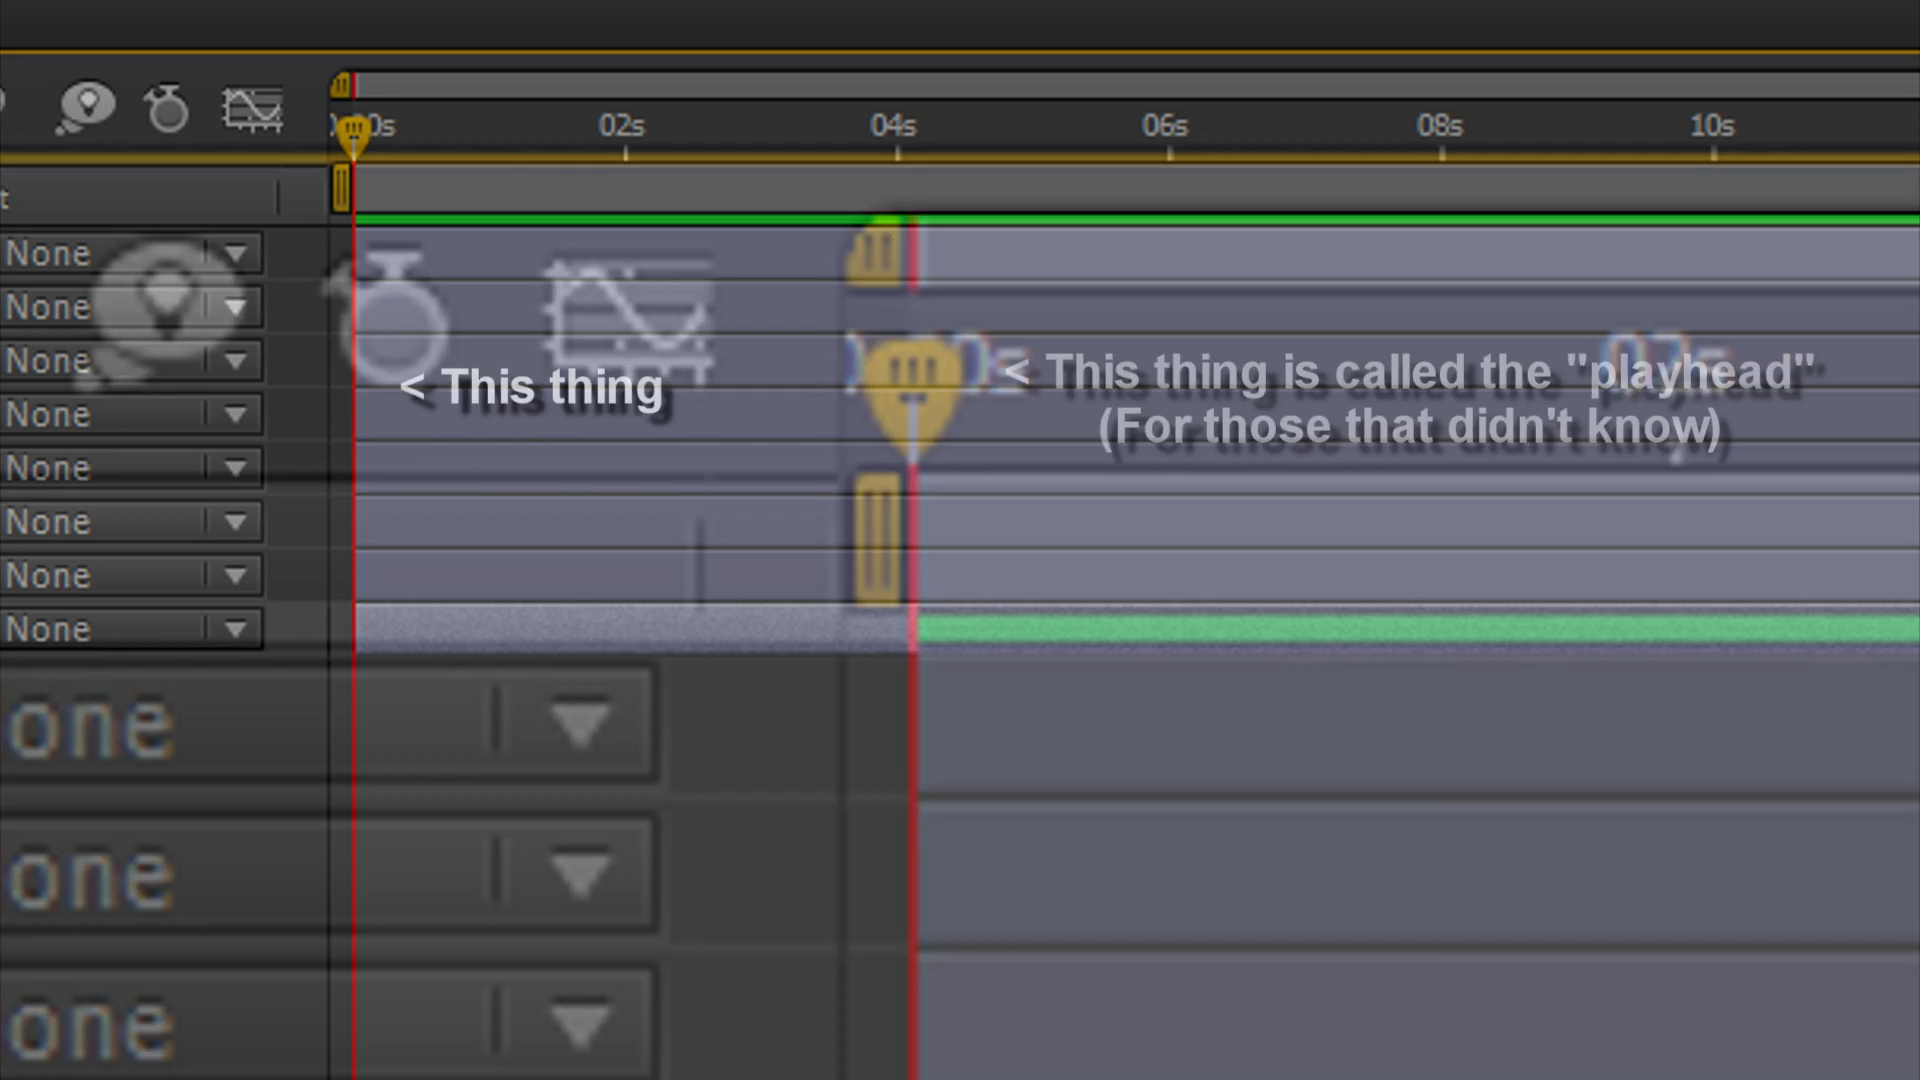 02s
04s
06s
08s
10s
t
None
None
None
None
None
None
None
None
< This thing
< This thing is called the "playhead"
(For those that didn't know)
one
one
one